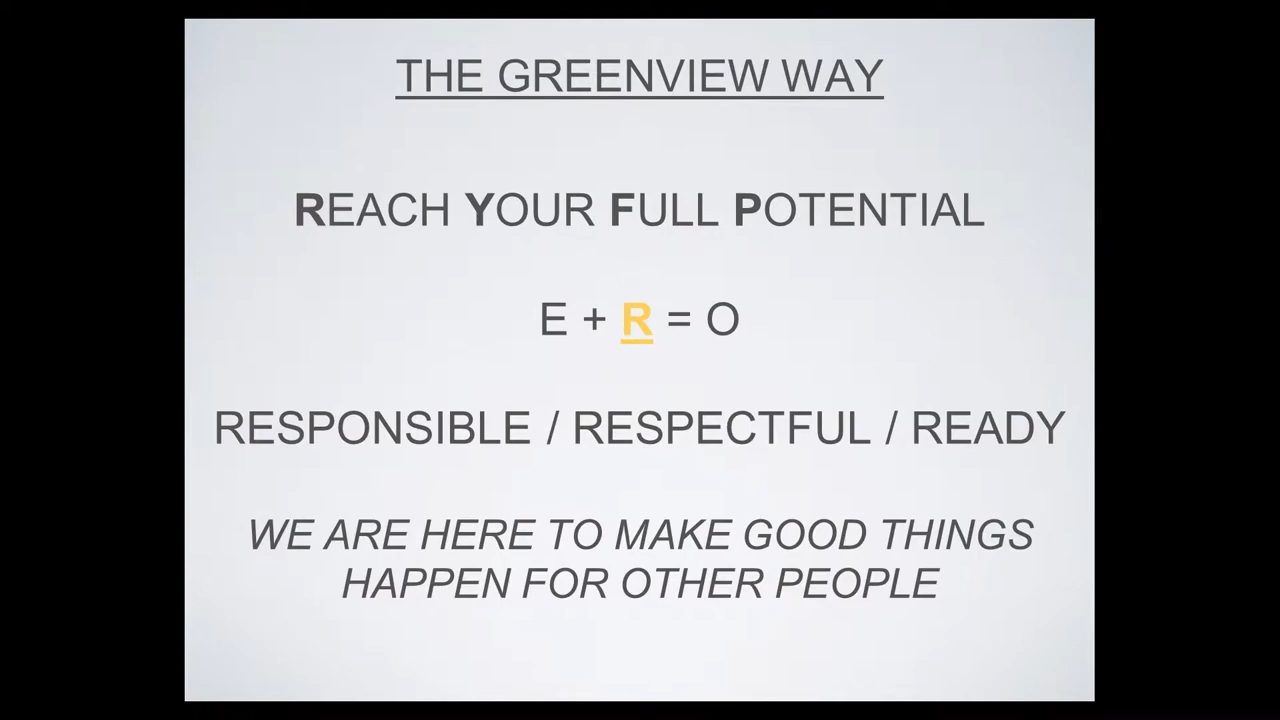 THE GREENVIEW WAY
REACH YOUR FULL POTENTIAL
E + R = O
RESPONSIBLE / RESPECTFUL / READY
WE ARE HERE TO MAKE GOOD THINGS
HAPPEN FOR OTHER PEOPLE